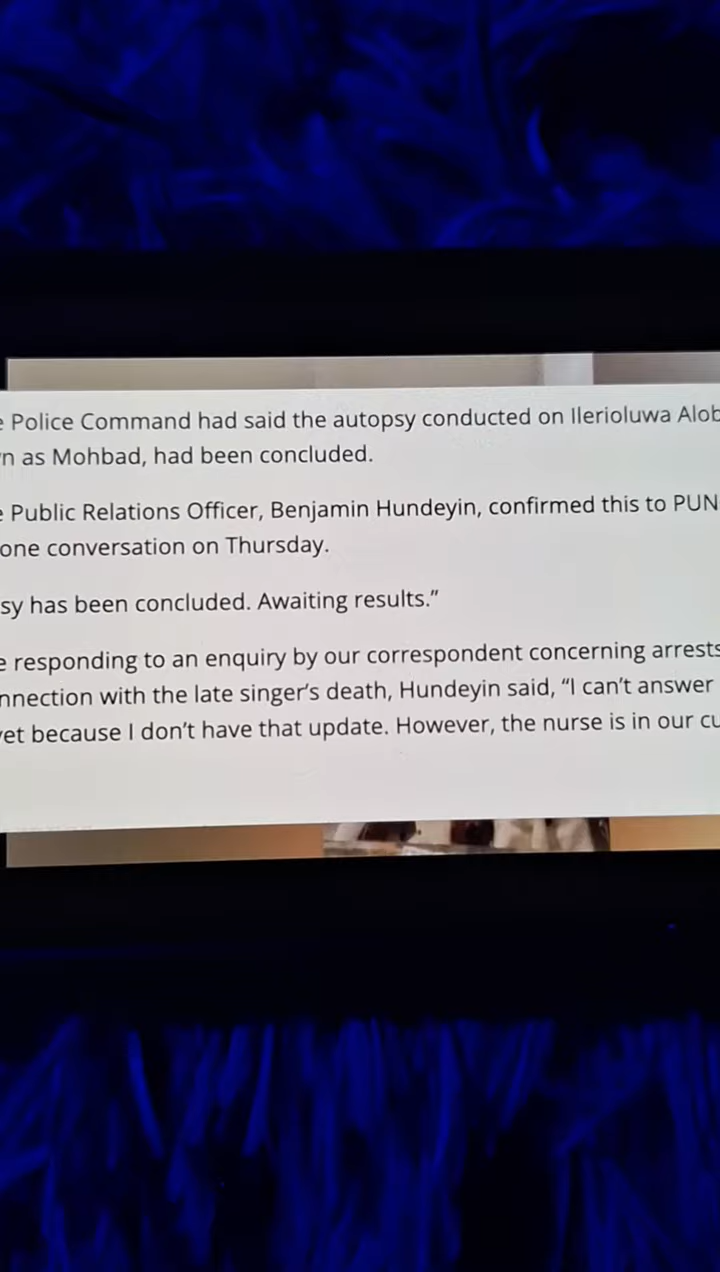 e Police Command had said the autopsy conducted on Ilerioluwa Alob
n as Mohbad, had been concluded.
e Public Relations Officer, Benjamin Hundeyin, confirmed this to PUN
one conversation on Thursday.
sy has been concluded. Awaiting results.”
e responding to an enquiry by our correspondent concerning arrests
nnection with the late singer’s death, Hundeyin said, “I can’t answer
yet because I don’t have that update. However, the nurse is in our cu